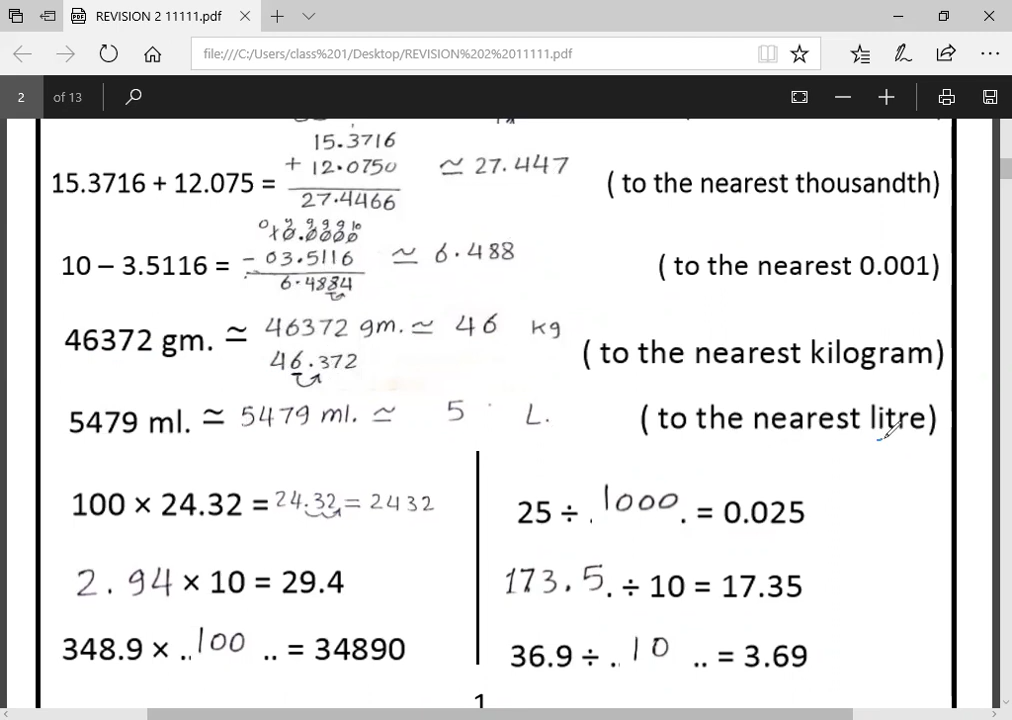 REVISION 2 11111.pdf
file:///C:/Users/class%201/Desktop/REVISION%202%2011111.pdf
2 of 13
15.3716
+ 12.0750
15.3716 + 12.075 = 27.4466 ≃ 27.447 ( to the nearest thousandth)
10.0000
- 03.5116
10 – 3.5116 = 6.4884 ≃ 6.488 ( to the nearest 0.001)
46372 gm. ≃ 46372 gm. ≃ 46 kg ( to the nearest kilogram)
46.372
5479 ml. ≃ 5479 ml. ≃ 5 L. ( to the nearest litre)
100 × 24.32 = 24.32 = 2432
25 ÷ . 1000 . = 0.025
2.94 × 10 = 29.4
173.5. ÷ 10 = 17.35
348.9 × ..100 .. = 34890
36.9 ÷ .. 10 .. = 3.69